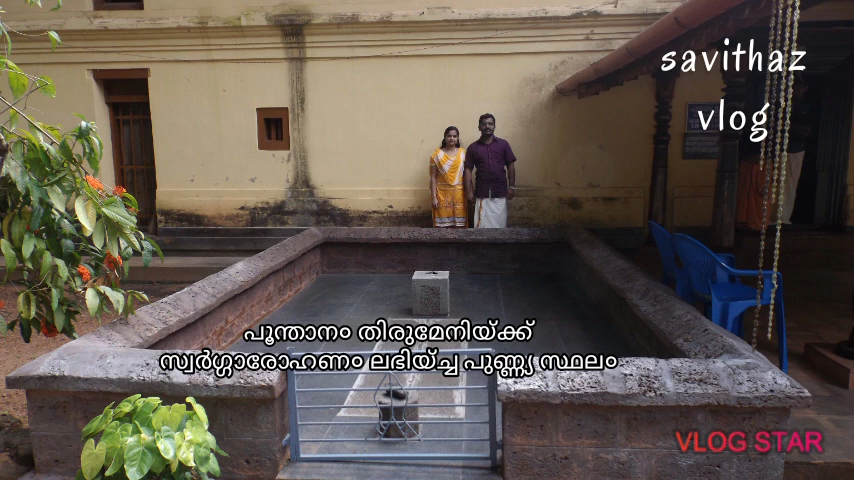 savithaz
vlog
പൂന്താനം തിരുമേനിയ്ക്ക്
സ്വർഗ്ഗാരോഹണം ലഭിയ്ച്ച പുണ്ണ്യ സ്ഥലം
VLOG STAR